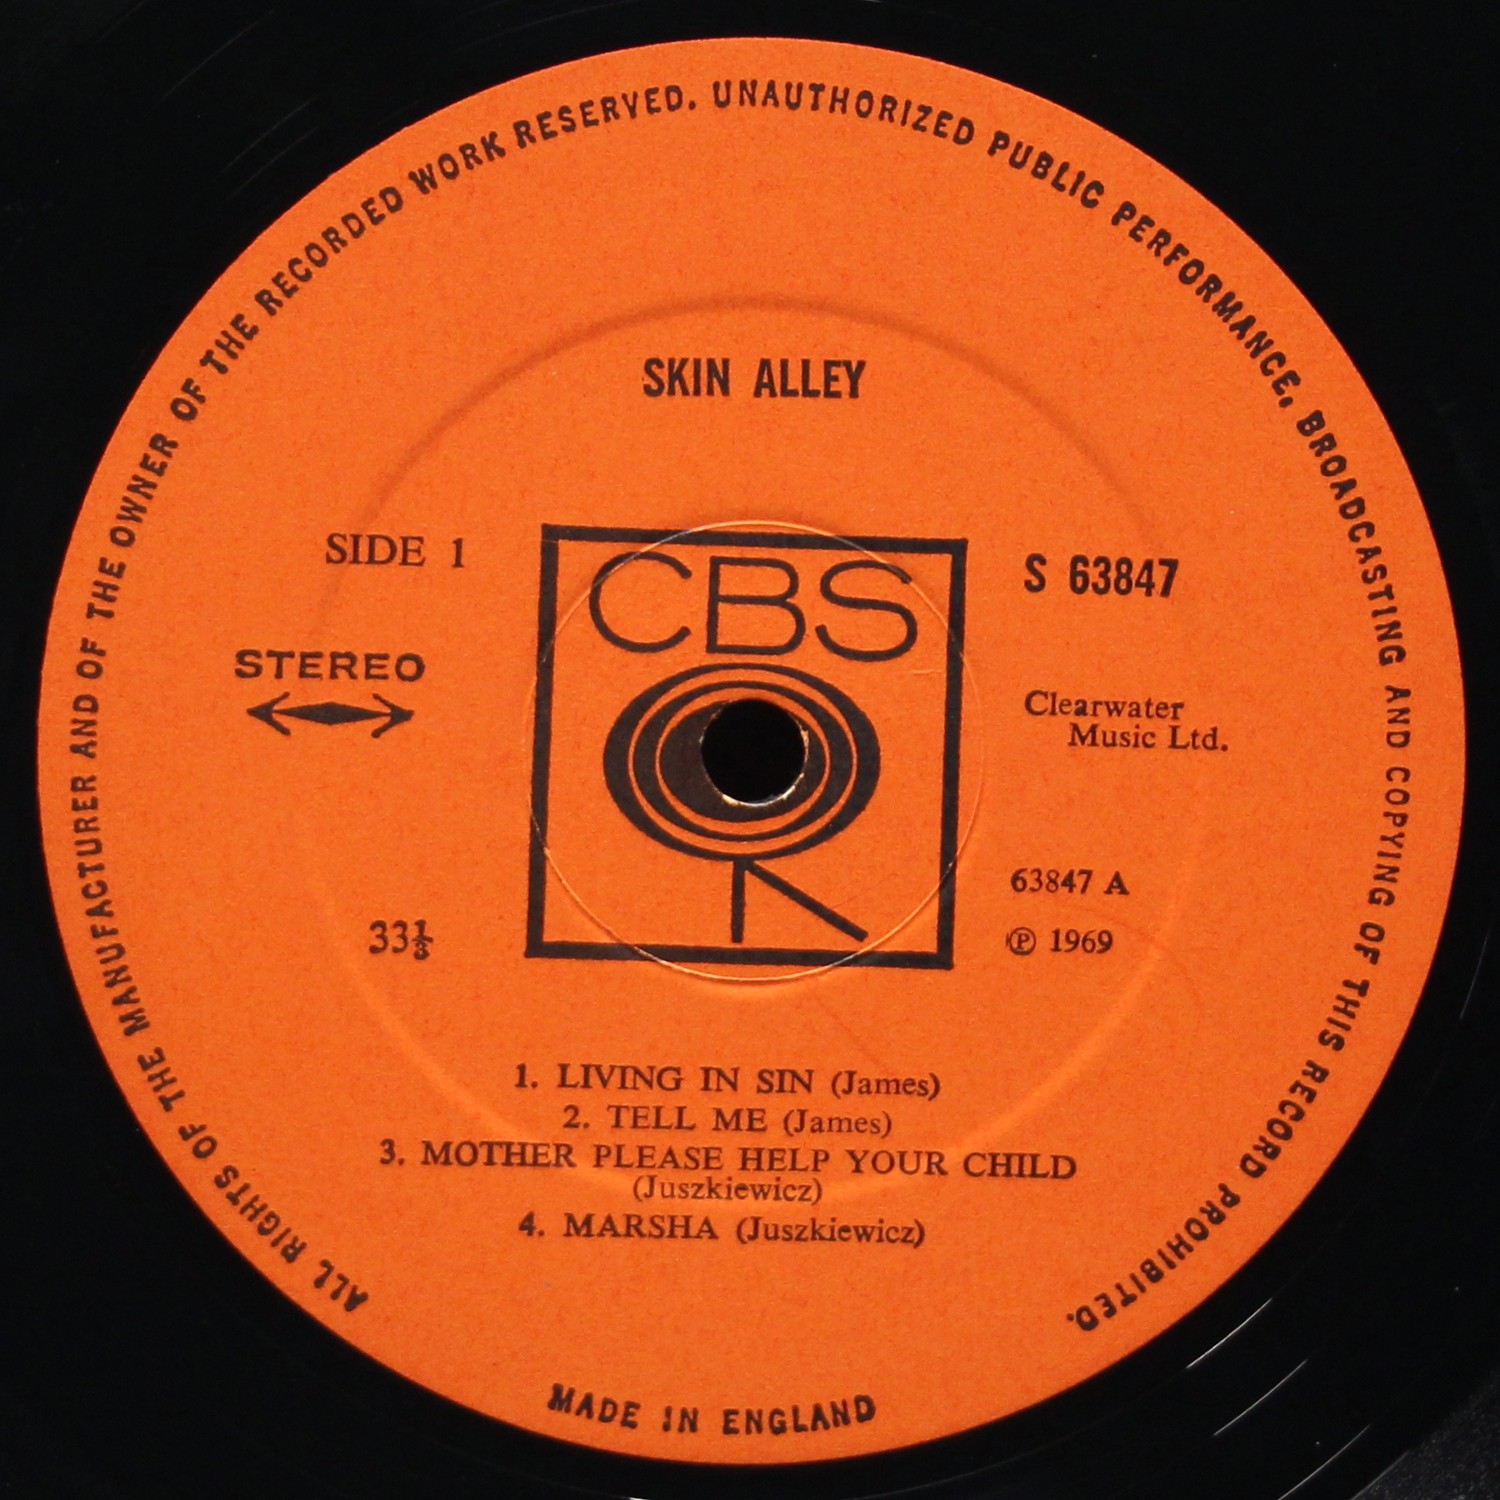 ALL RIGHTS OF THE MANUFACTURER AND OF THE OWNER OF THE RECORDED WORK RESERVED. UNAUTHORIZED PUBLIC PERFORMANCE, BROADCASTING AND COPYING OF THIS RECORD PROHIBITED.
SKIN ALLEY
SIDE 1
CBS
S 63847
STEREO
Clearwater
Music Ltd.
63847 A
33⅓
℗ 1969
1. LIVING IN SIN (James)
2. TELL ME (James)
3. MOTHER PLEASE HELP YOUR CHILD
(Juszkiewicz)
4. MARSHA (Juszkiewicz)
MADE IN ENGLAND